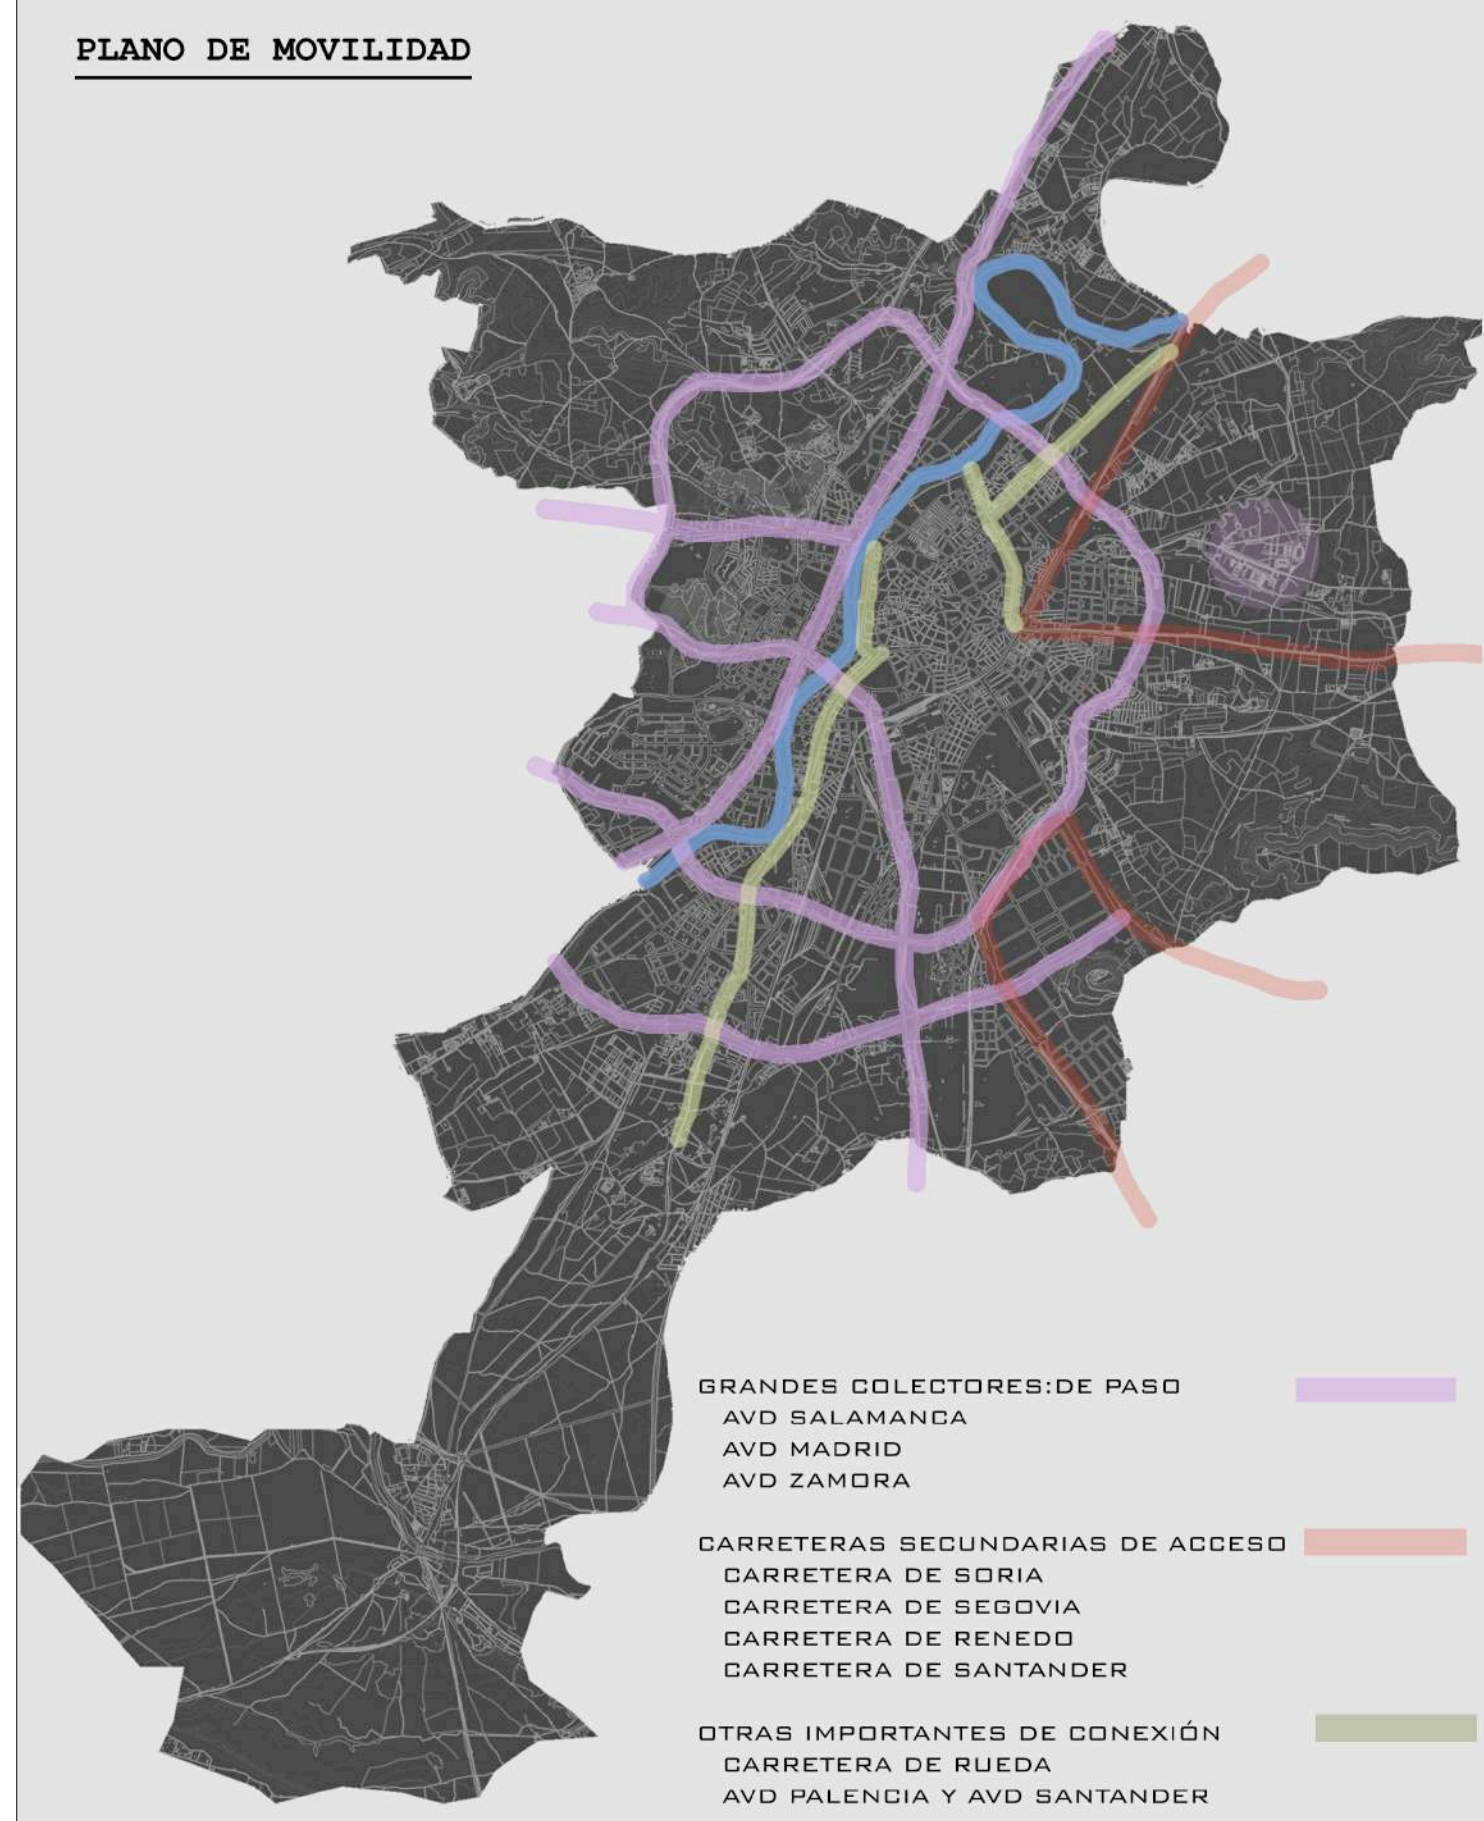 PLANO DE MOVILIDAD
GRANDES COLECTORES:DE PASO
AVD SALAMANCA
AVD MADRID
AVD ZAMORA
CARRETERAS SECUNDARIAS DE ACCESO
CARRETERA DE SORIA
CARRETERA DE SEGOVIA
CARRETERA DE RENEDO
CARRETERA DE SANTANDER
OTRAS IMPORTANTES DE CONEXIÓN
CARRETERA DE RUEDA
AVD PALENCIA Y AVD SANTANDER